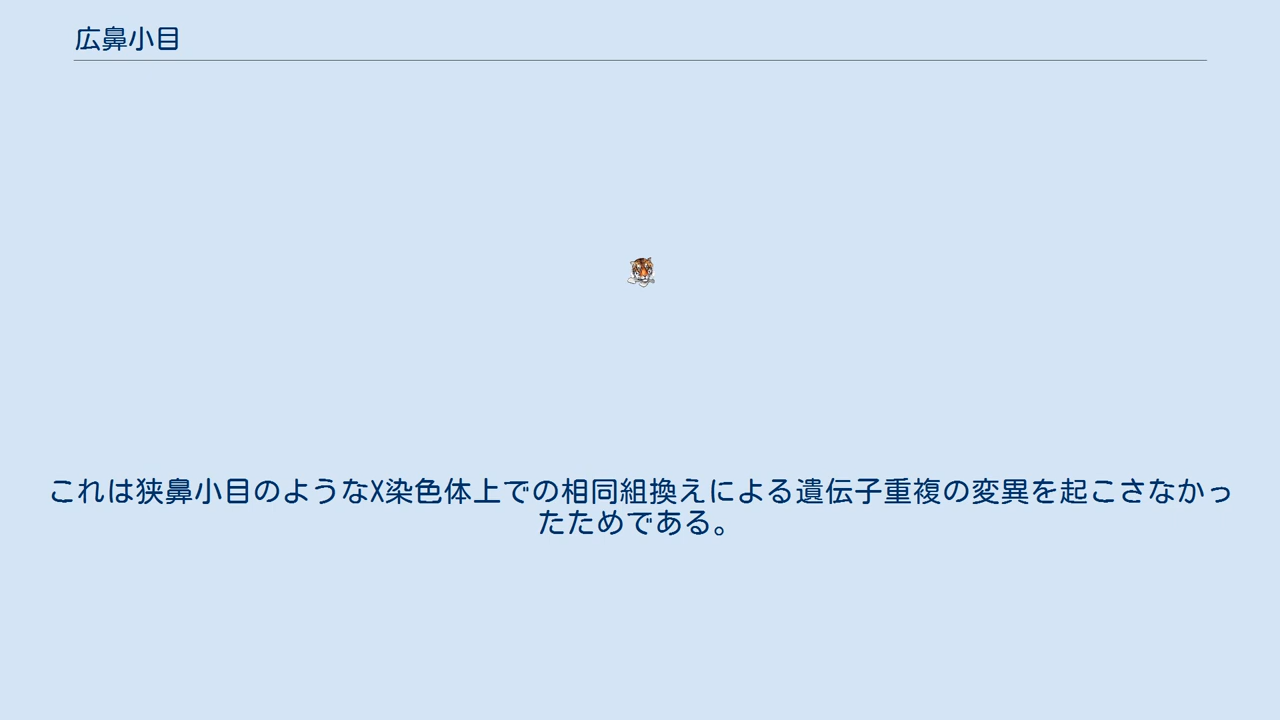 広鼻小目
これは狭鼻小目のようなX染色体上での相同組換えによる遺伝子重複の変異を起こさなかっ
たためである。